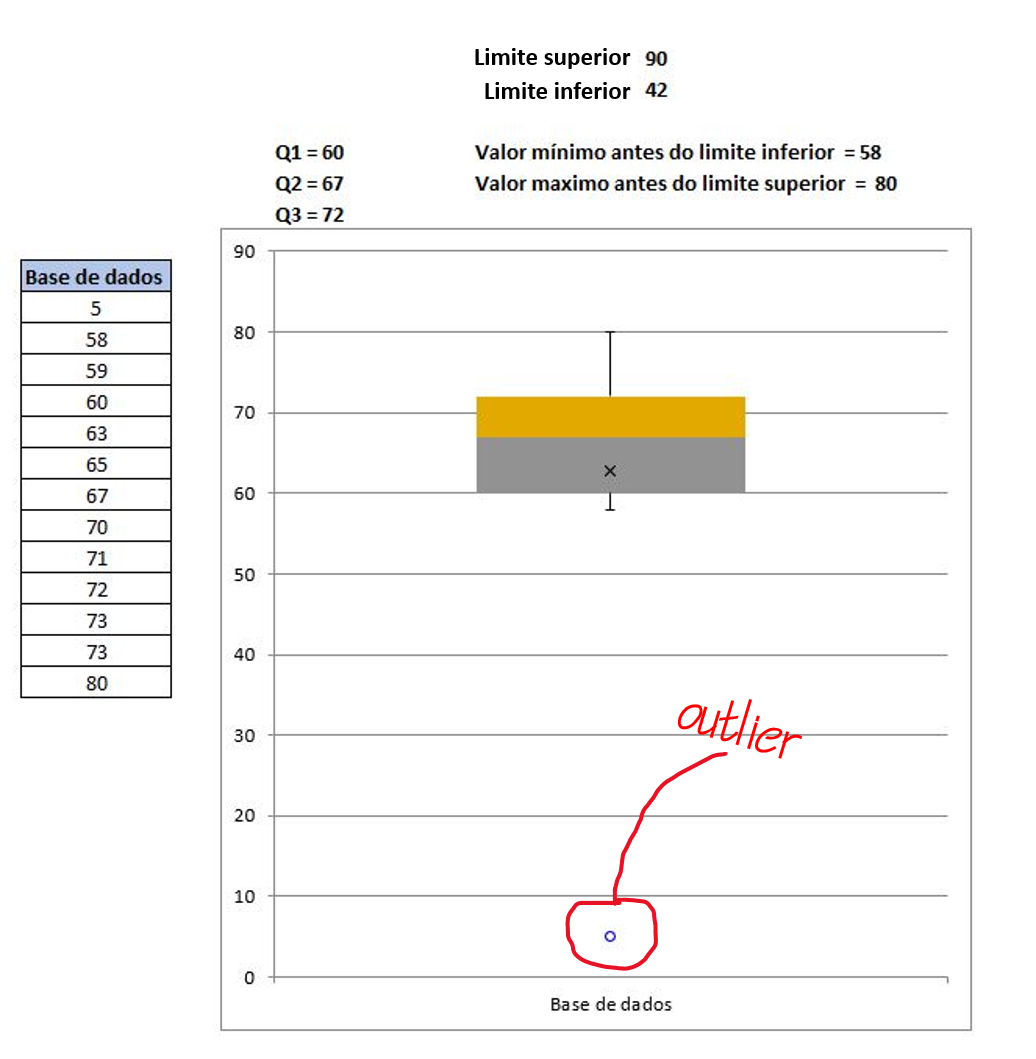 Limite superior 90
Limite inferior 42
Q1 = 60
Valor mínimo antes do limite inferior = 58
Q2 = 67
Valor maximo antes do limite superior = 80
Q3 = 72
Base de dados
5
58
59
60
63
65
67
70
71
72
73
73
80
90
80
70
60
50
40
30
20
10
0
outlier
Base de dados